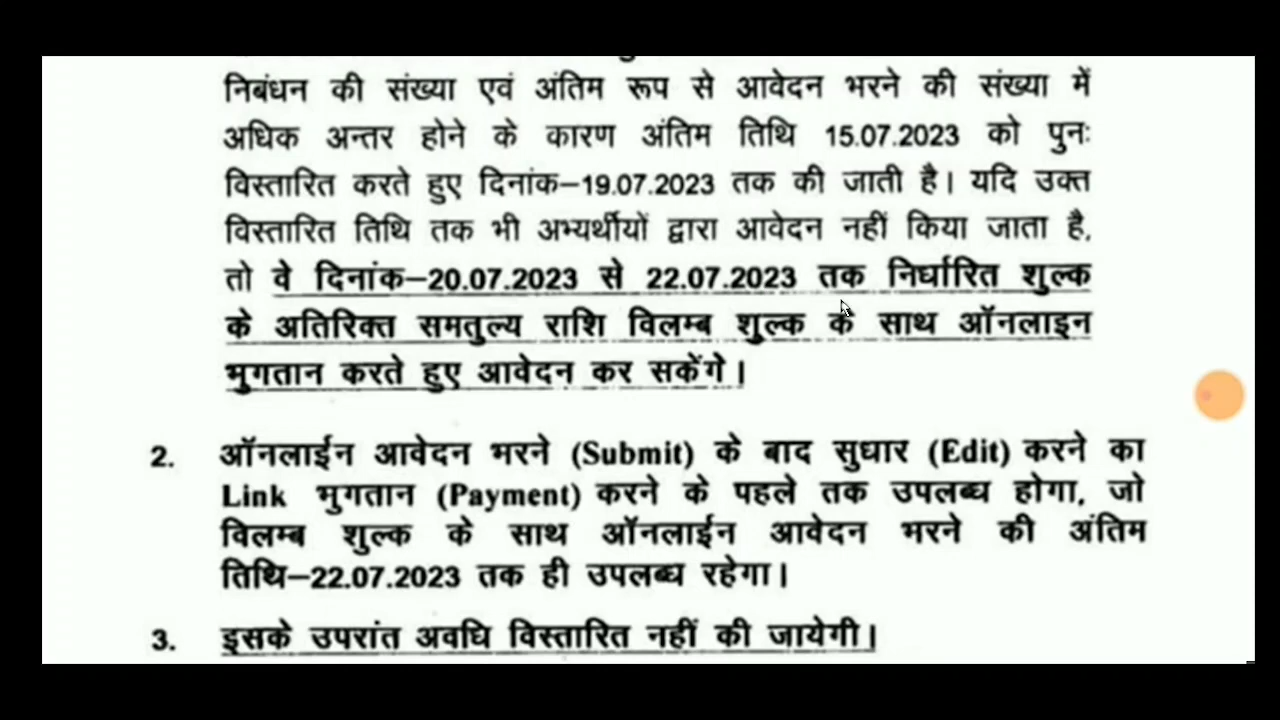 निबंधन की संख्या एवं अंतिम रूप से आवेदन भरने की संख्या में
अधिक अन्तर होने के कारण अंतिम तिथि 15.07.2023 को पुनः
विस्तारित करते हुए दिनांक–19.07.2023 तक की जाती है। यदि उक्त
विस्तारित तिथि तक भी अभ्यर्थीयों द्वारा आवेदन नहीं किया जाता है,
तो वे दिनांक–20.07.2023 से 22.07.2023 तक निर्धारित शुल्क
के अतिरिक्त समतुल्य राशि विलम्ब शुल्क के साथ ऑनलाइन
भुगतान करते हुए आवेदन कर सकेंगे।
2. ऑनलाईन आवेदन भरने (Submit) के बाद सुधार (Edit) करने का
Link भुगतान (Payment) करने के पहले तक उपलब्ध होगा, जो
विलम्ब शुल्क के साथ ऑनलाईन आवेदन भरने की अंतिम
तिथि–22.07.2023 तक ही उपलब्ध रहेगा।
3. इसके उपरांत अवधि विस्तारित नहीं की जायेगी।